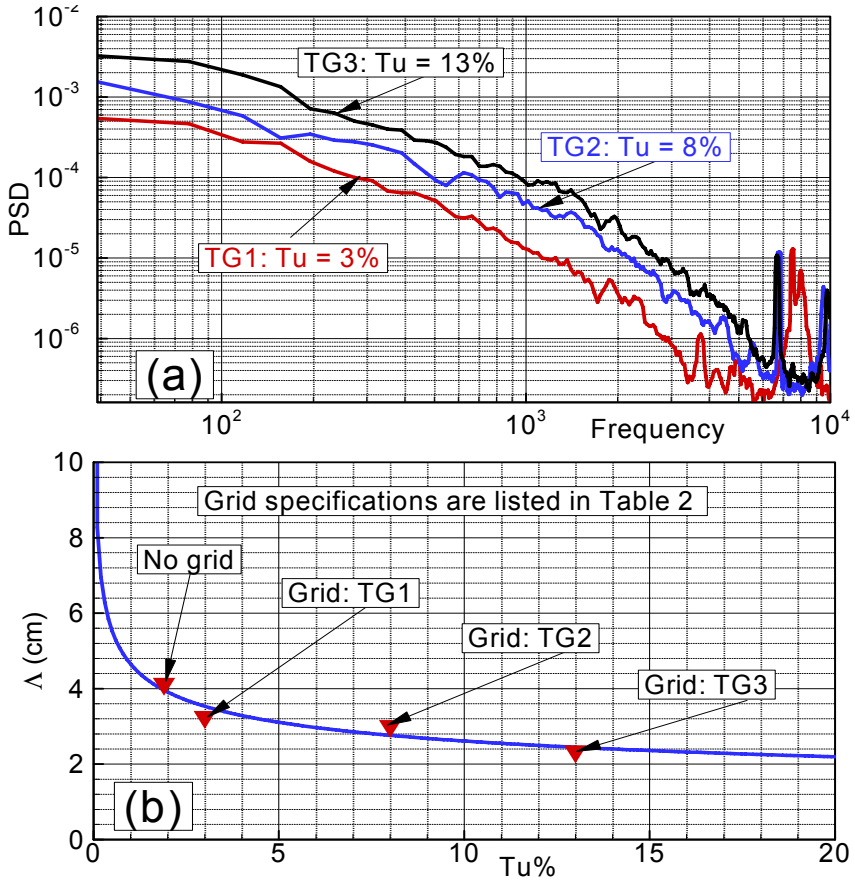 10^-2
TG3: Tu = 13%
10^-3
TG2: Tu = 8%
10^-4
PSD
TG1: Tu = 3%
10^-5
10^-6
(a)
10^2
10^3
Frequency
10^4
10
Grid specifications are listed in Table 2
8
No grid
Grid: TG1
6
Grid: TG2
Λ (cm)
Grid: TG3
4
2
(b)
0
0
5
10
15
20
Tu%